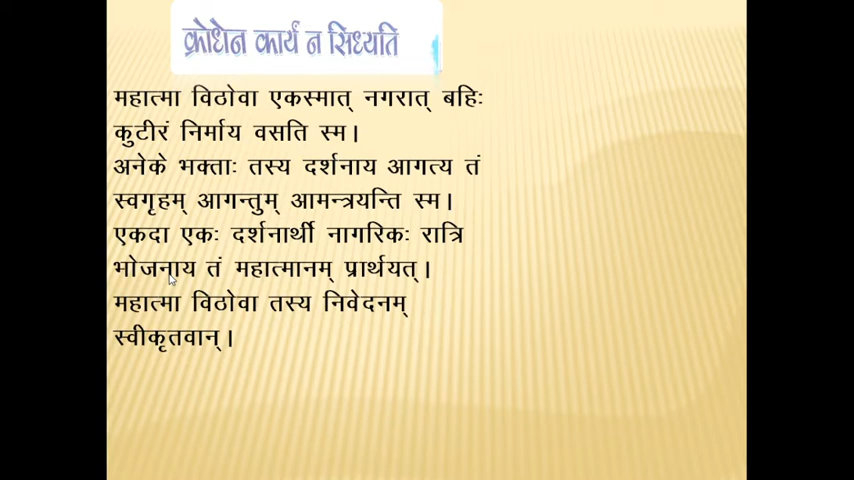 क्रोधेन कार्यं न सिध्यति
महात्मा विठोवा एकस्मात् नगरात् बहिः
कुटीरं निर्माय वसति स्म।
अनेके भक्ताः तस्य दर्शनाय आगत्य तं
स्वगृहम् आगन्तुम् आमन्त्रयन्ति स्म।
एकदा एकः दर्शनार्थी नागरिकः रात्रि
भोजनाय तं महात्मानम् प्रार्थयत्।
महात्मा विठोवा तस्य निवेदनम्
स्वीकृतवान्।